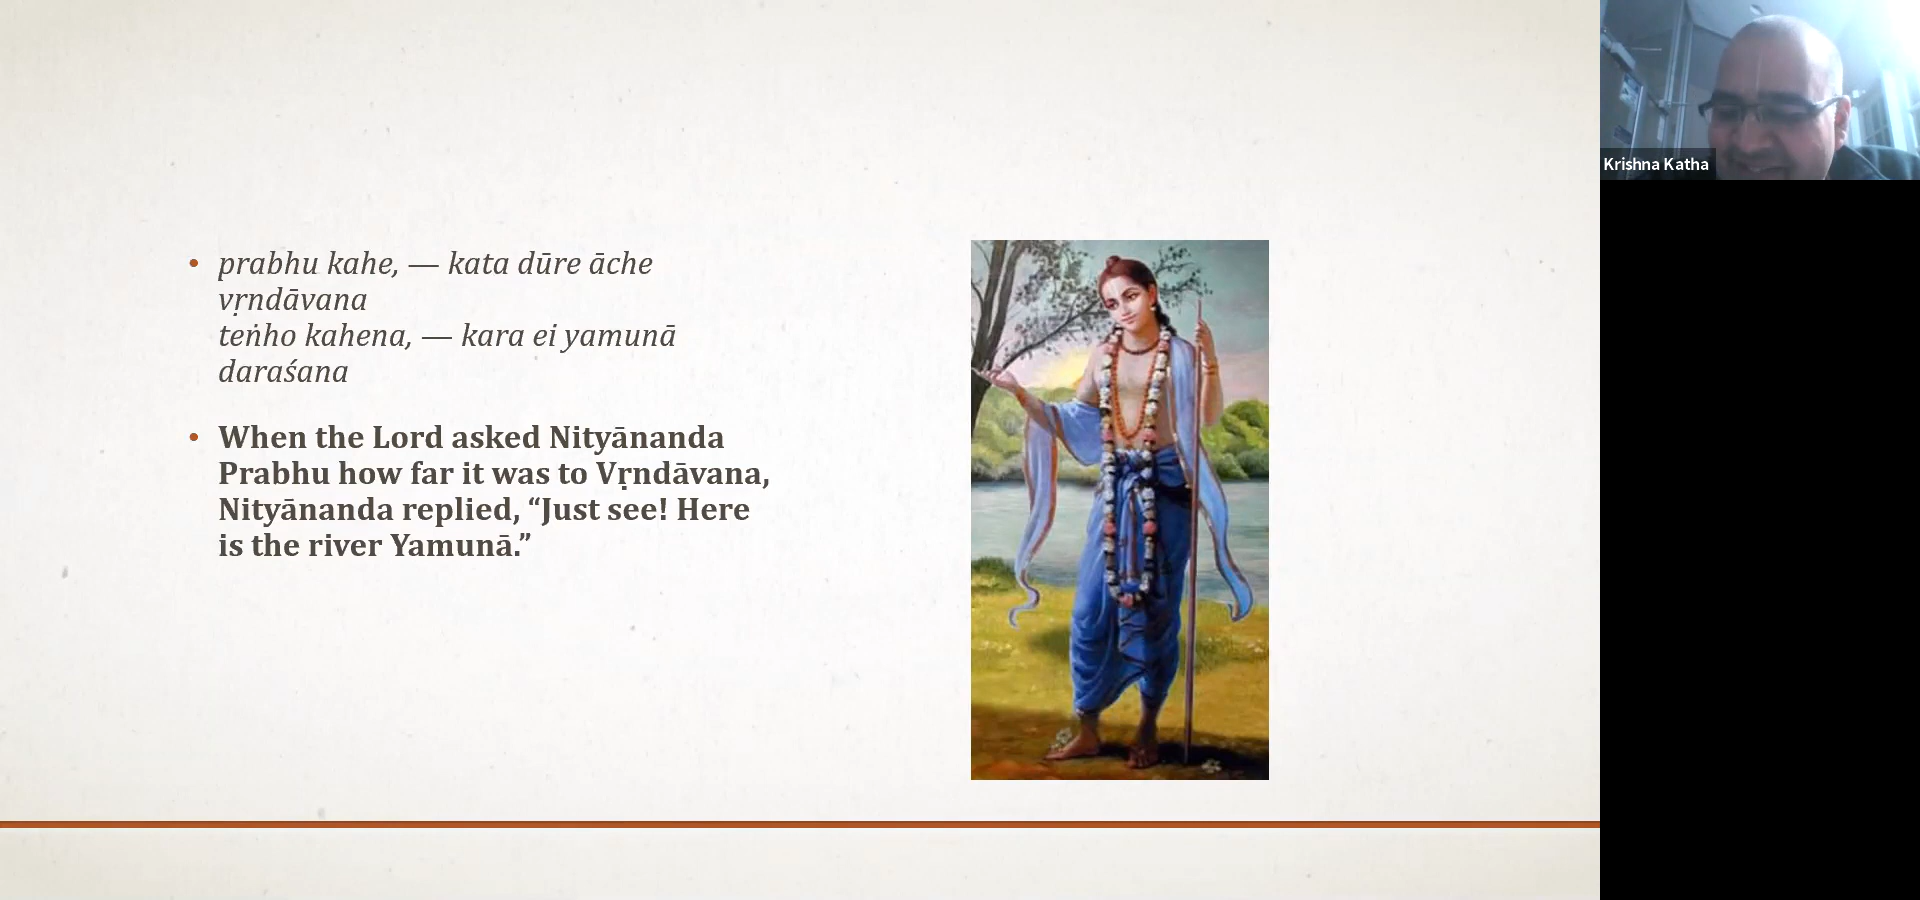 prabhu kahe, — kata dūre āche
vṛndāvana
teṅho kahena, — kara ei yamunā
daraśana
When the Lord asked Nityānanda
Prabhu how far it was to Vṛndāvana,
Nityānanda replied, “Just see! Here
is the river Yamunā.”
Krishna Katha